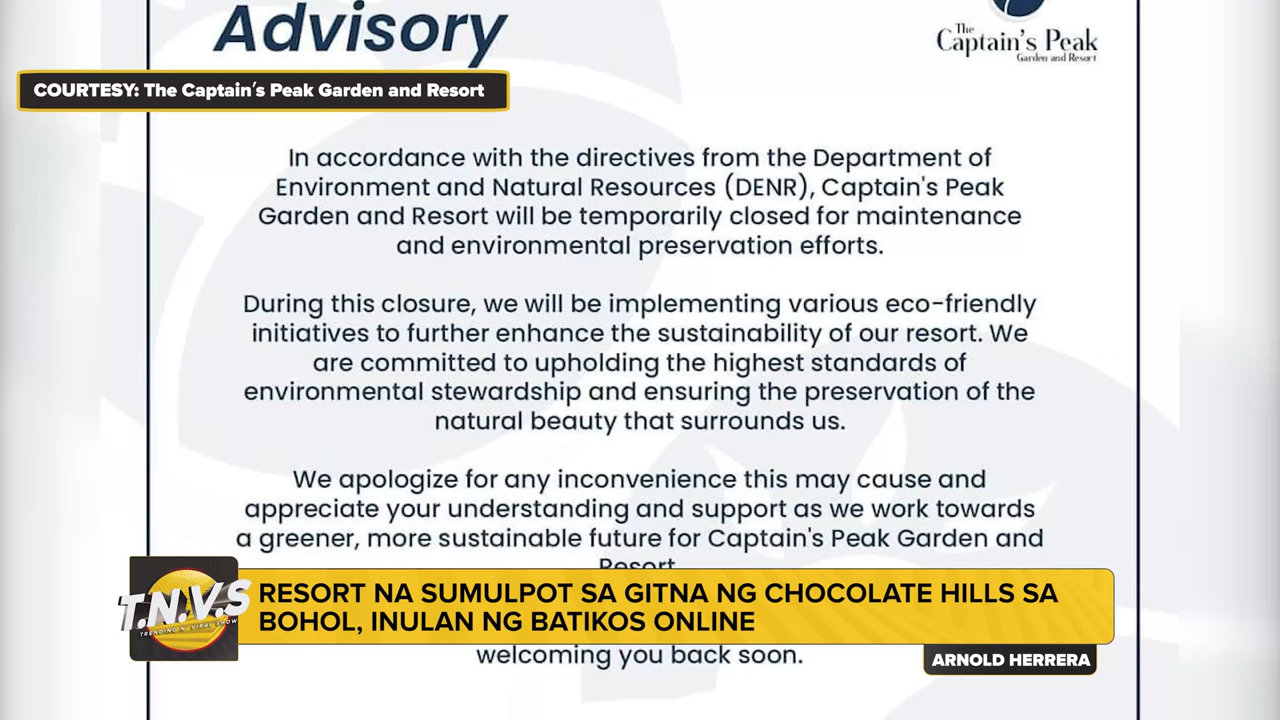 Advisory
The
Captain's Peak
Garden and Resort
COURTESY: The Captain's Peak Garden and Resort
In accordance with the directives from the Department of
Environment and Natural Resources (DENR), Captain's Peak
Garden and Resort will be temporarily closed for maintenance
and environmental preservation efforts.
During this closure, we will be implementing various eco-friendly
initiatives to further enhance the sustainability of our resort. We
are committed to upholding the highest standards of
environmental stewardship and ensuring the preservation of the
natural beauty that surrounds us.
We apologize for any inconvenience this may cause and
appreciate your understanding and support as we work towards
a greener, more sustainable future for Captain's Peak Garden and
Resort
T.N.V.S
TRENDING N VIRAL SHOW
RESORT NA SUMULPOT SA GITNA NG CHOCOLATE HILLS SA
BOHOL, INULAN NG BATIKOS ONLINE
welcoming you back soon.
ARNOLD HERRERA